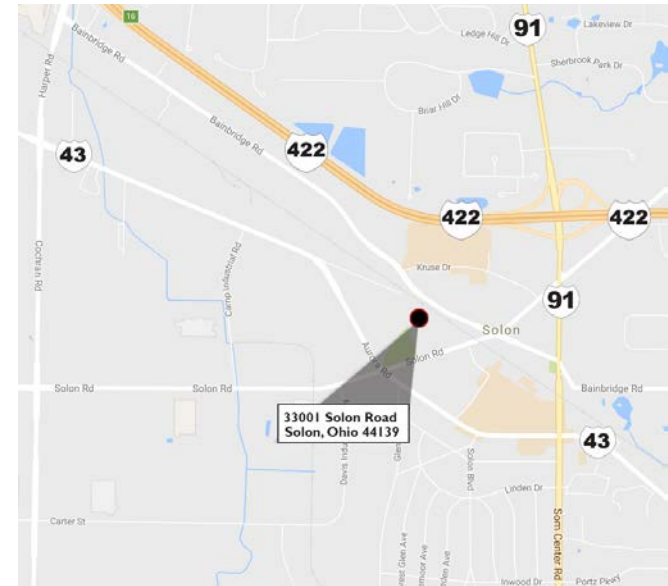 16
91
Lakeview Dr
Ledge Hill Dr
Bainbridge Rd
Sherbrook Park Dr
Harper Rd
Briar Hill Dr
Bainbridge Rd
43
422
422
422
Camp Industrial Rd
Kruse Dr
Cochran Rd
91
Solon
Aurora Rd
Solon Rd
Solon Rd
Solon Rd
Bainbridge Rd
33001 Solon Road
Solon, Ohio 44139
43
Solon Blvd
Linden Dr
Carter St
Som Center Rd
Inwood Dr
Portz Pkwy